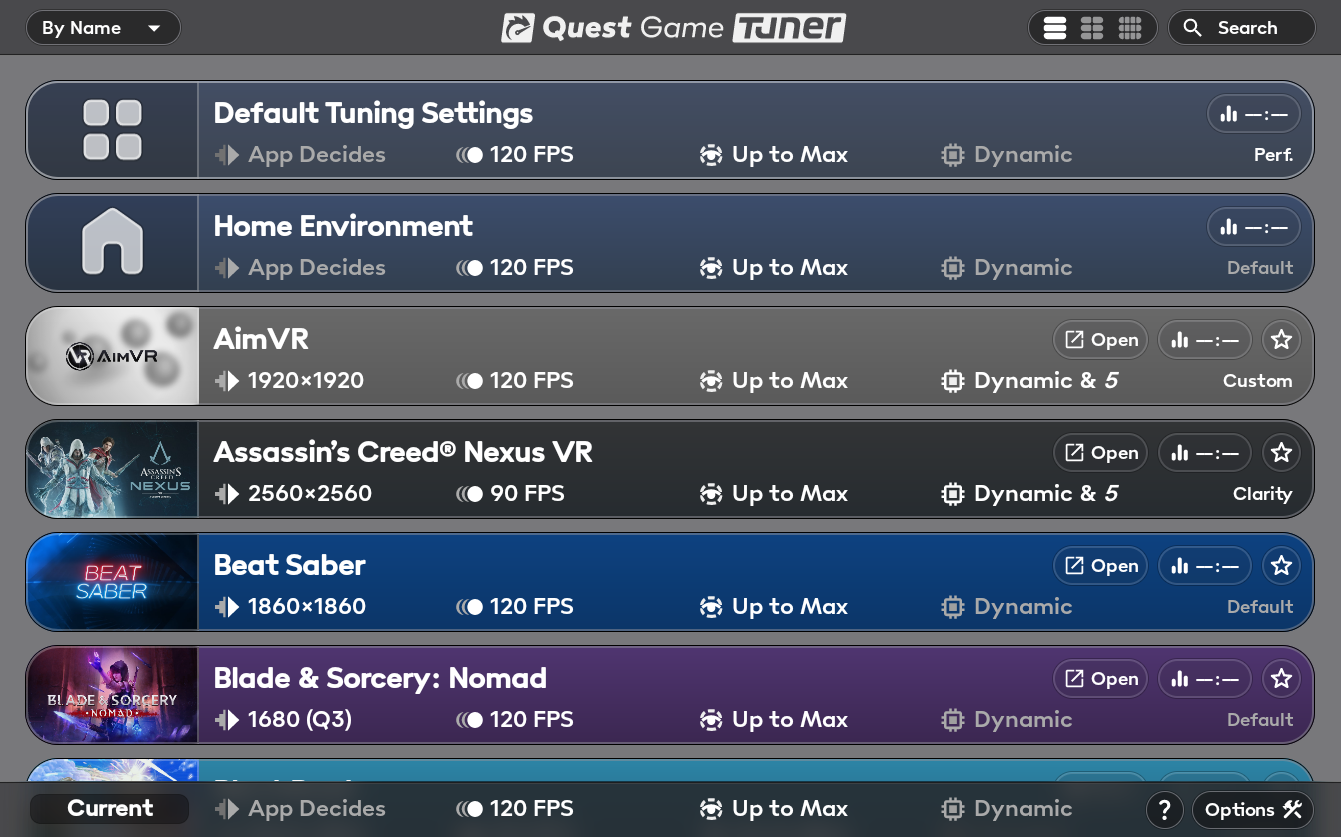 By Name
Quest Game Tuner
Search
Default Tuning Settings
—:—
App Decides 120 FPS Up to Max Dynamic Perf.
Home Environment
—:—
App Decides 120 FPS Up to Max Dynamic Default
AIMVR
AimVR
Open —:—
1920×1920 120 FPS Up to Max Dynamic & 5 Custom
ASSASSIN'S
CREED
NEXUS
Assassin’s Creed® Nexus VR
Open —:—
2560×2560 90 FPS Up to Max Dynamic & 5 Clarity
BEAT
SABER
Beat Saber
Open —:—
1860×1860 120 FPS Up to Max Dynamic Default
BLADE & SORCERY
·NOMAD·
Blade & Sorcery: Nomad
Open —:—
1680 (Q3) 120 FPS Up to Max Dynamic Default
Current App Decides 120 FPS Up to Max Dynamic ? Options